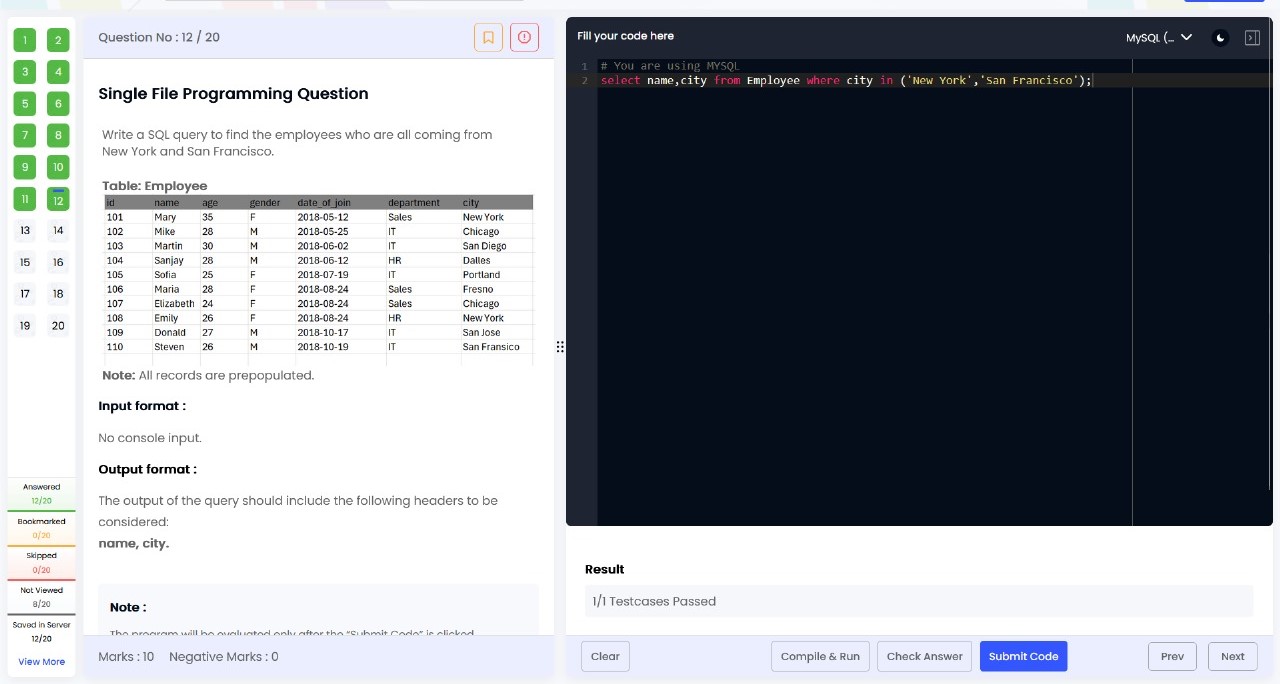 1 2
3 4
5 6
7 8
9 10
11 12
13 14
15 16
17 18
19 20
Answered
12/20
Bookmarked
0/20
Skipped
0/20
Not Viewed
8/20
Saved in Server
12/20
View More
Question No : 12 / 20
Single File Programming Question
Write a SQL query to find the employees who are all coming from
New York and San Francisco.
Table: Employee
id name age gender date_of_join department city
101 Mary 35 F 2018-05-12 Sales New York
102 Mike 28 M 2018-05-25 IT Chicago
103 Martin 30 M 2018-06-02 IT San Diego
104 Sanjay 28 M 2018-06-12 HR Dalles
105 Sofia 25 F 2018-07-19 IT Portland
106 Maria 28 F 2018-08-24 Sales Fresno
107 Elizabeth 24 F 2018-08-24 Sales Chicago
108 Emily 26 F 2018-08-24 HR New York
109 Donald 27 M 2018-10-17 IT San Jose
110 Steven 26 M 2018-10-19 IT San Fransico
Note: All records are prepopulated.
Input format :
No console input.
Output format :
The output of the query should include the following headers to be
considered:
name, city.
Note :
The program will be evaluated only after the "Submit Code" is clicked
Marks : 10 Negative Marks : 0
Fill your code here
MySQL (...
1 # You are using MYSQL
2 select name,city from Employee where city in ('New York','San Francisco');
Result
1/1 Testcases Passed
Clear Compile & Run Check Answer Submit Code Prev Next